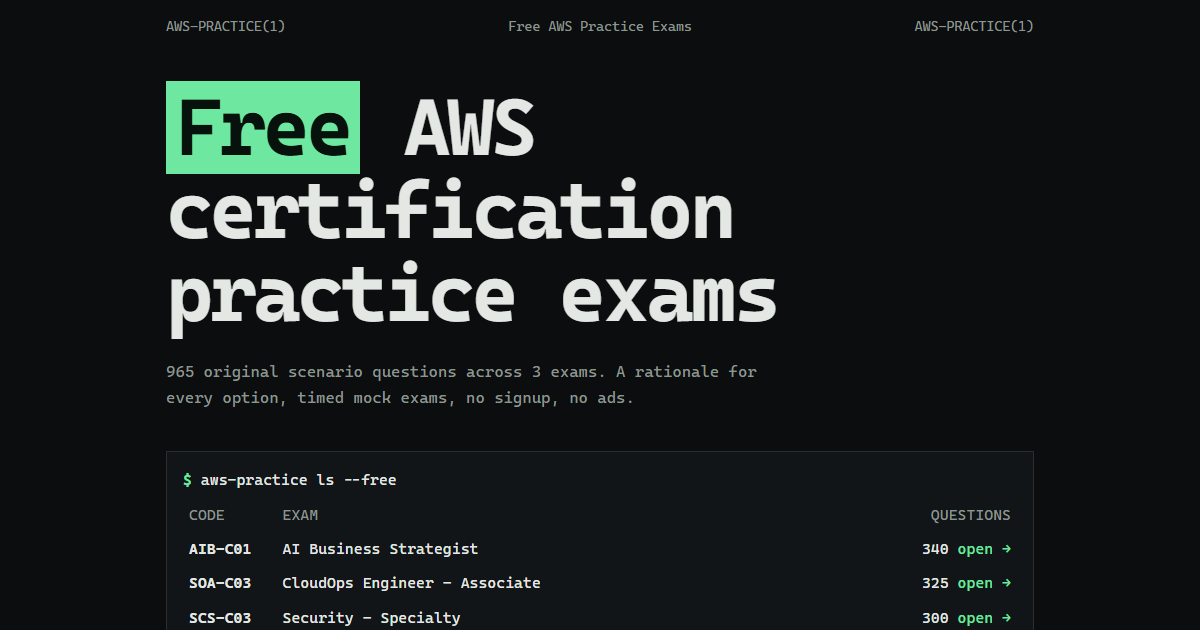 AWS-PRACTICE(1) Free AWS Practice Exams AWS-PRACTICE(1)
Free AWS
certification
practice exams
965 original scenario questions across 3 exams. A rationale for
every option, timed mock exams, no signup, no ads.
$ aws-practice ls --free
CODE EXAM QUESTIONS
AIB-C01 AI Business Strategist 340 open →
SOA-C03 CloudOps Engineer - Associate 325 open →
SCS-C03 Security - Specialty 300 open →